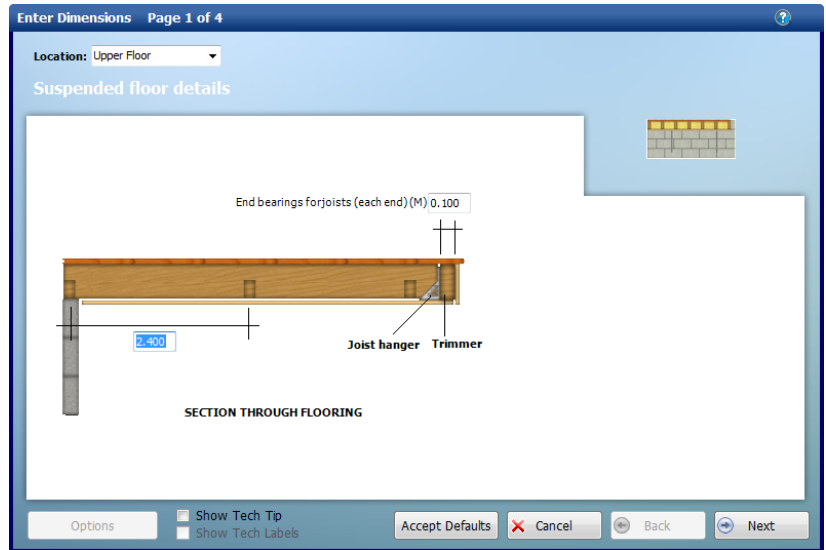 Enter Dimensions Page 1 of 4
Location: Upper Floor
Suspended floor details
End bearings forjoists (each end) (M) 0.100
2.400
Joist hanger Trimmer
SECTION THROUGH FLOORING
Options
Show Tech Tip
Show Tech Labels
Accept Defaults
Cancel
Back
Next